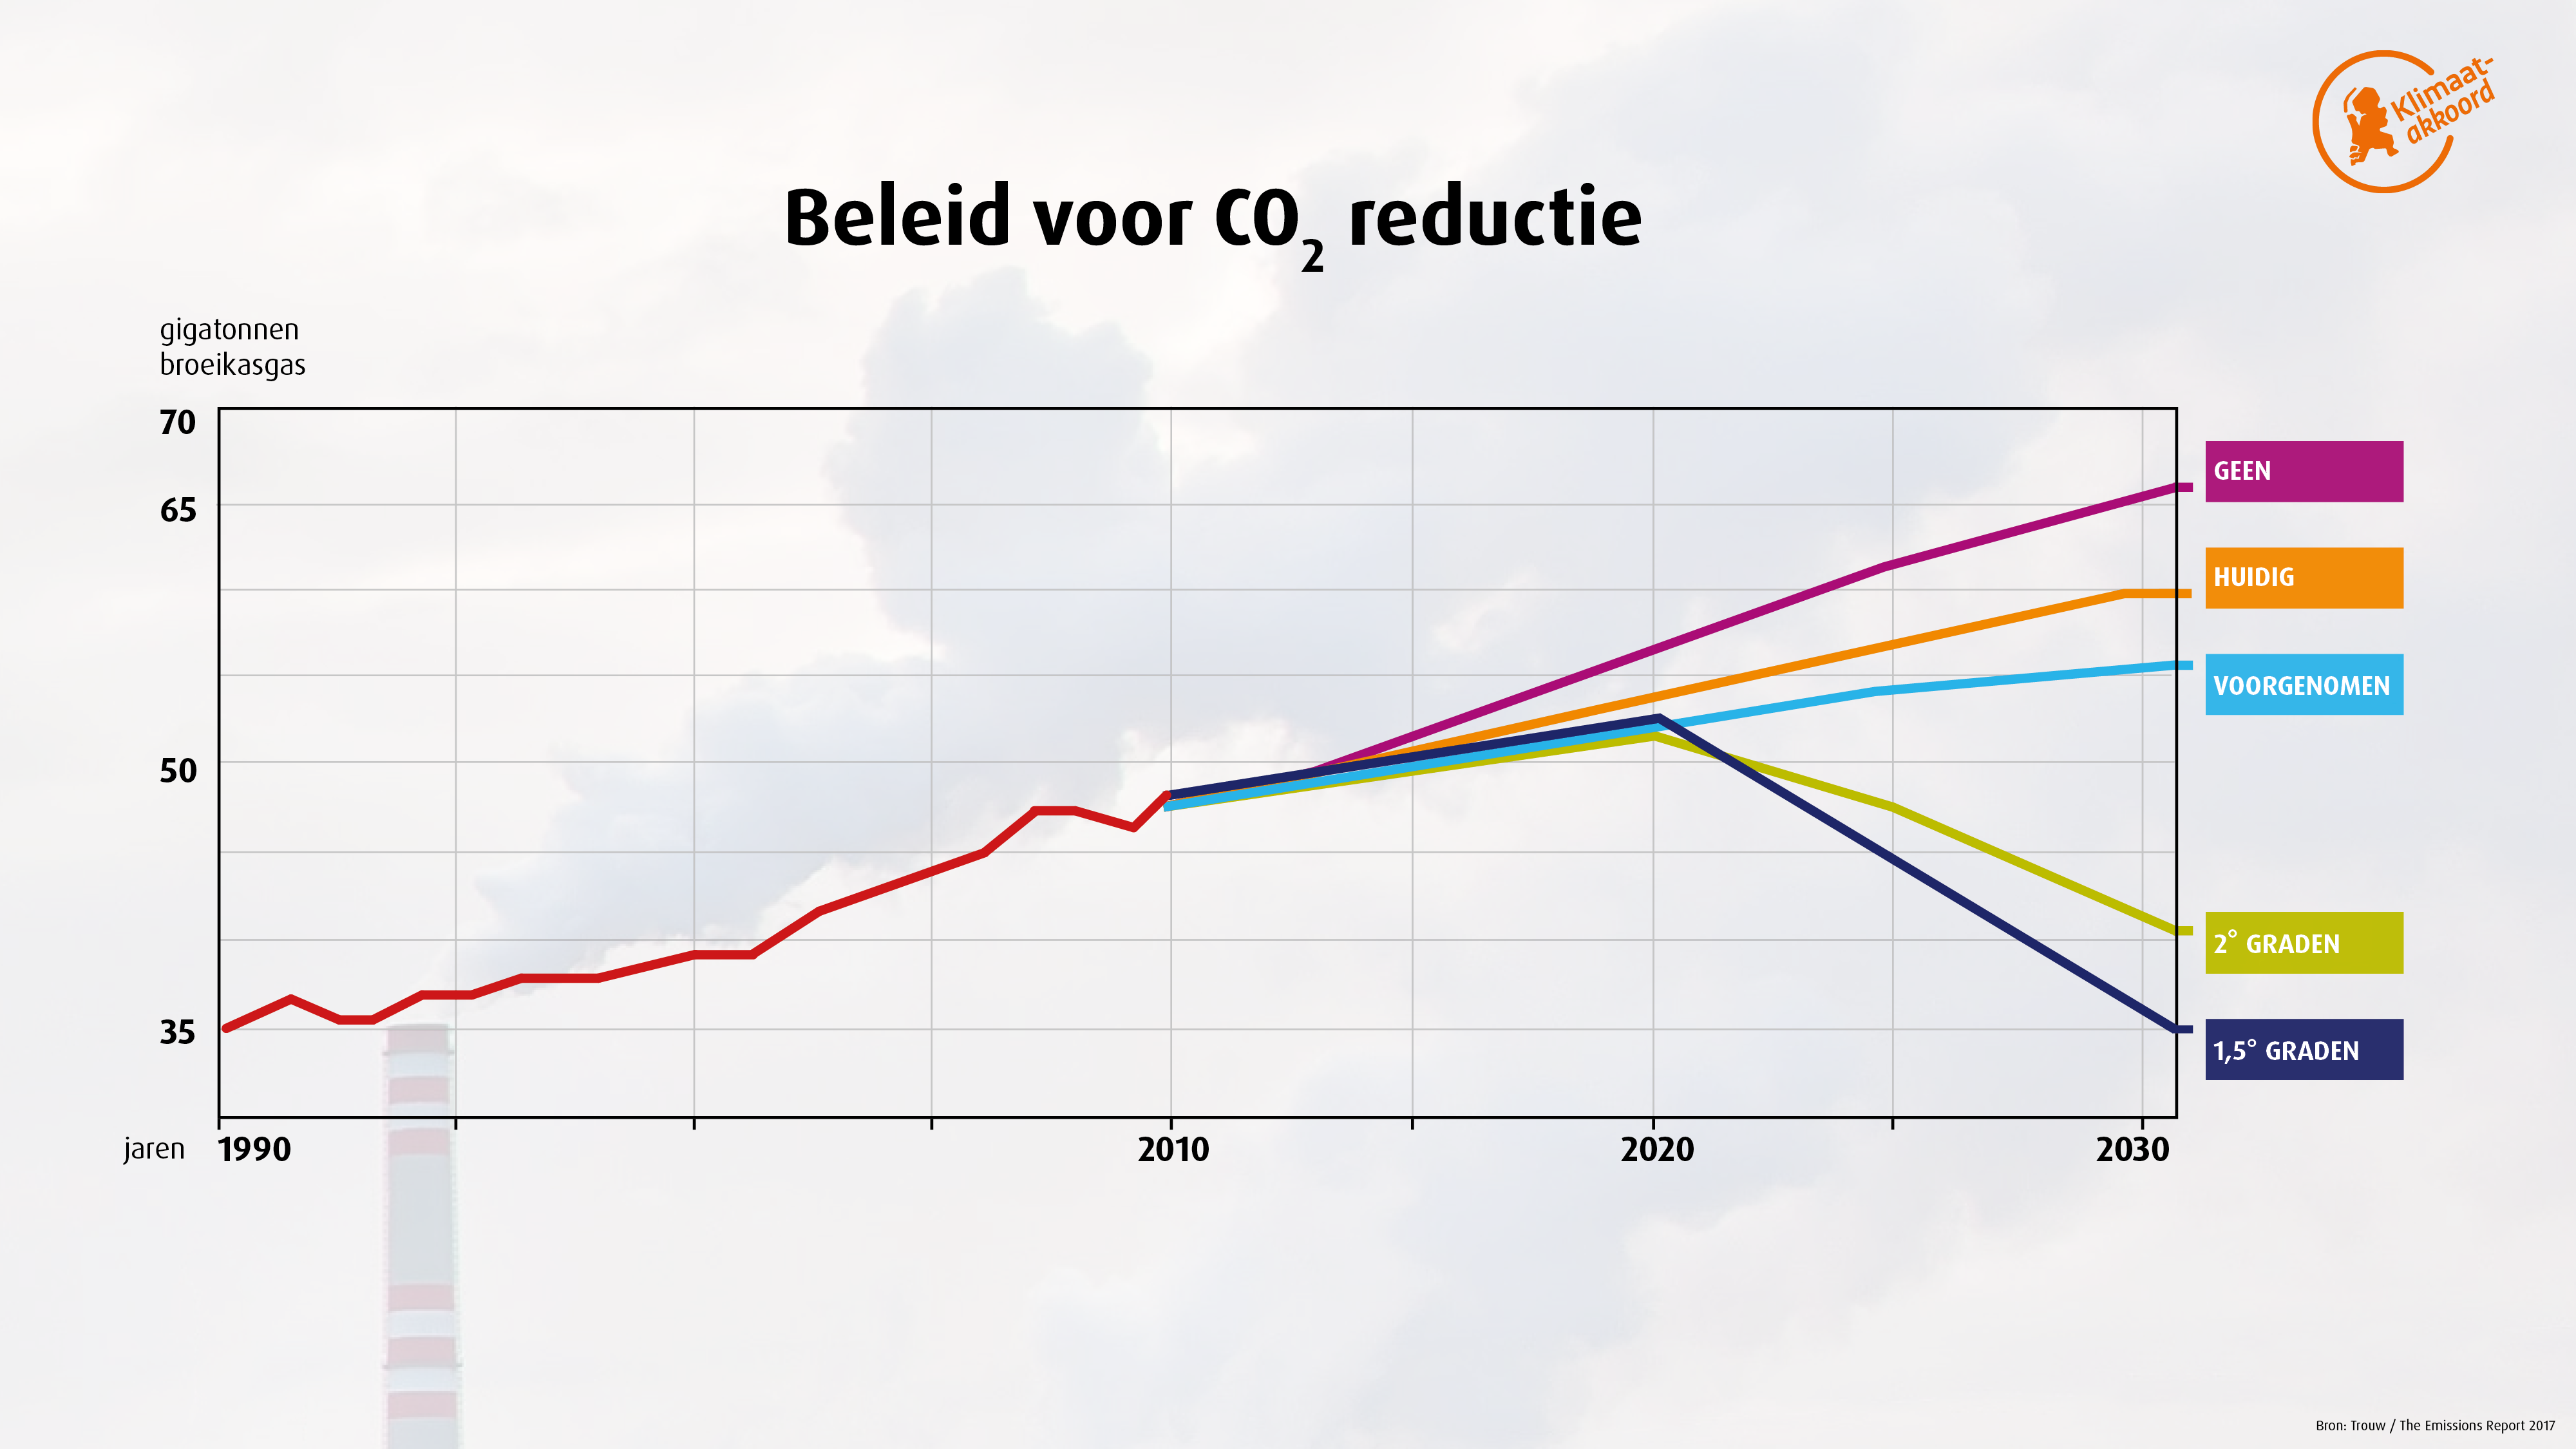 Klimaat-
akkoord
Beleid voor CO₂ reductie
gigatonnen
broeikasgas
70
65
50
35
GEEN
HUIDIG
VOORGENOMEN
2° GRADEN
1,5° GRADEN
jaren 1990 2010 2020 2030
Bron: Trouw / The Emissions Report 2017